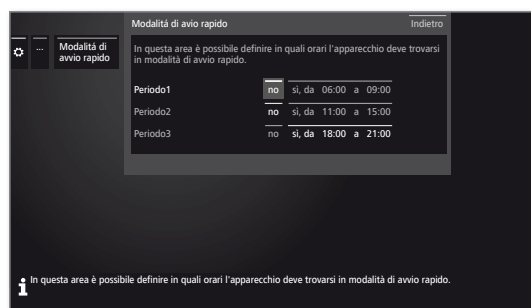 Modalitá di avio rapido Indietro
... Modalitá di avvio rapido
In questa area è possibile definire in quali orari l'apparecchio deve trovarsi
in modalità di avvio rapido.
Periodo1 no sì, da 06:00 a 09:00
Periodo2 no sì, da 11:00 a 15:00
Periodo3 no sì, da 18:00 a 21:00
i In questa area è possibile definire in quali orari l'apparecchio deve trovarsi in modalità di avvio rapido.